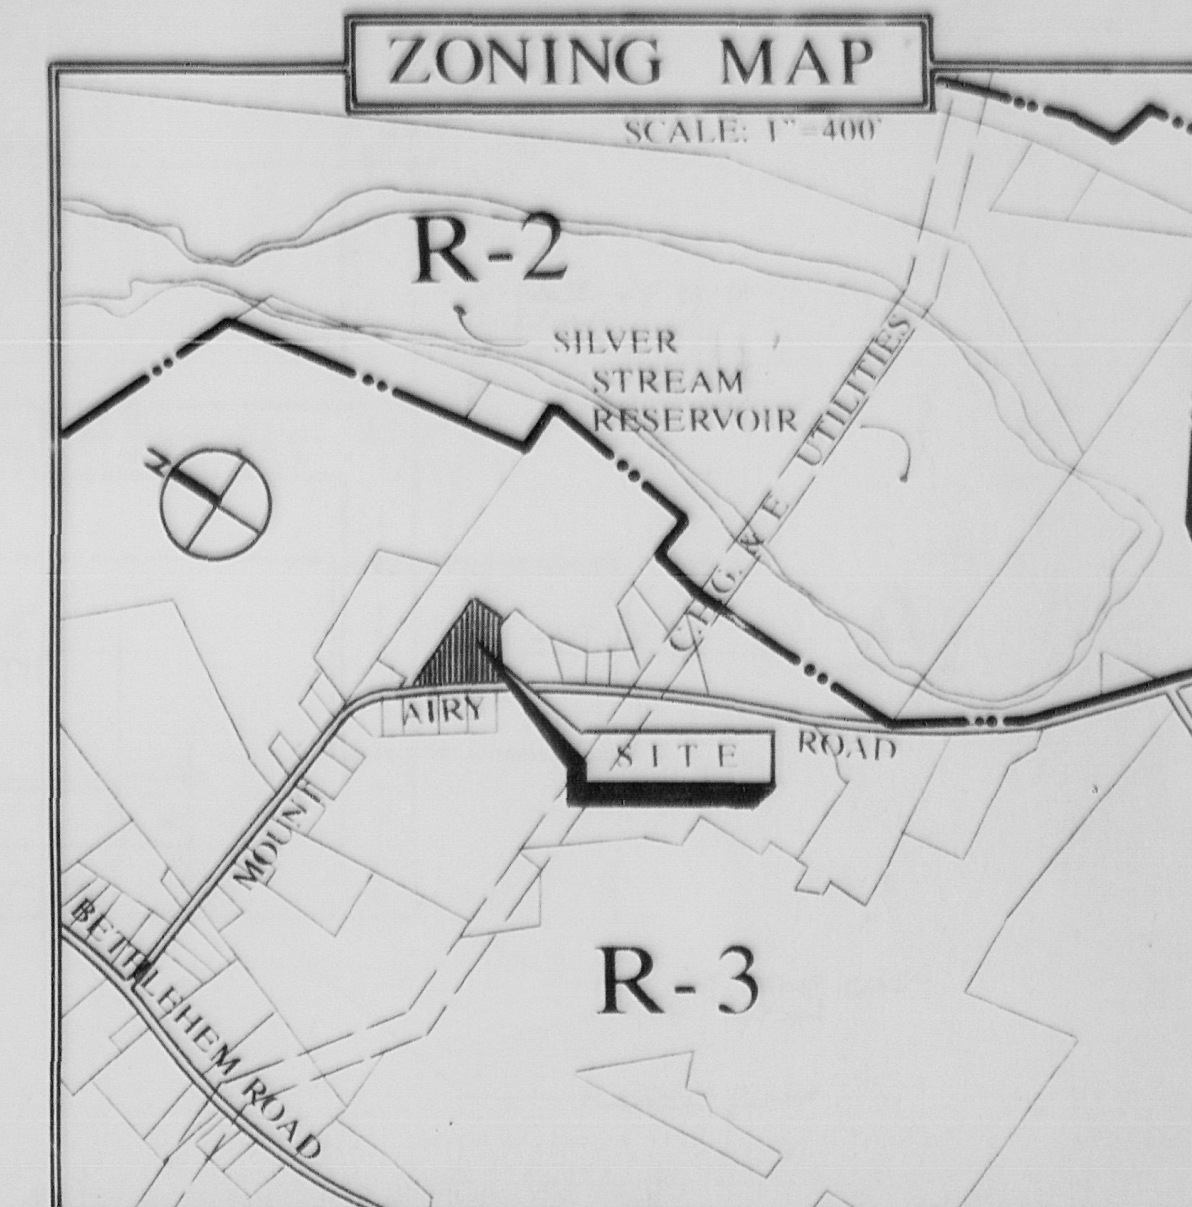 ZONING MAP
SCALE: 1"=400'
R-2
SILVER
STREAM
RESERVOIR
C.H.G. & E UTILITIES
N
AIRY
SITE
ROAD
MOUNT
R-3
BETHLEHEM ROAD